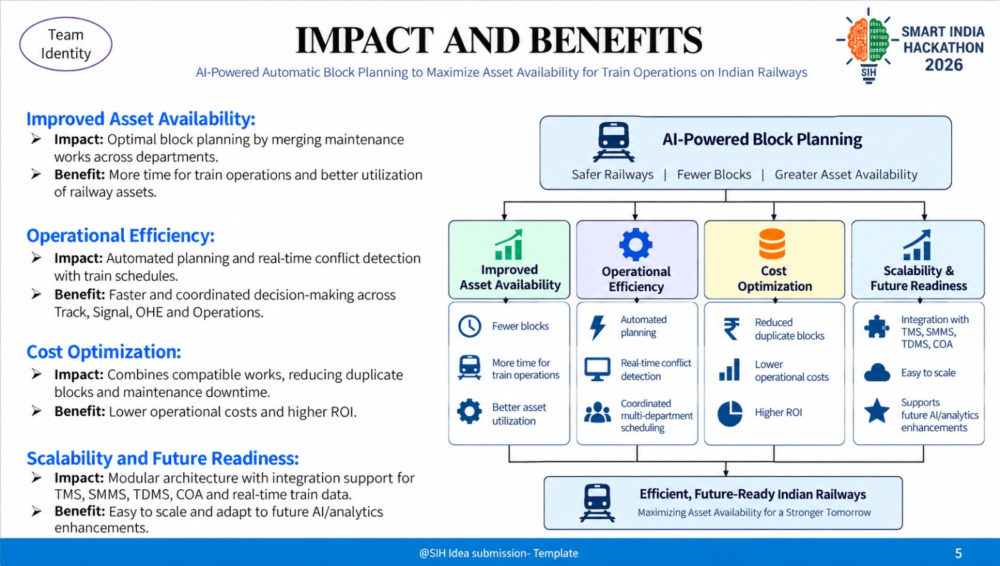 Team
Identity
IMPACT AND BENEFITS
AI-Powered Automatic Block Planning to Maximize Asset Availability for Train Operations on Indian Railways
SMART INDIA
HACKATHON
2026
SIH
Improved Asset Availability:
➢ Impact: Optimal block planning by merging maintenance
works across departments.
➢ Benefit: More time for train operations and better utilization
of railway assets.
Operational Efficiency:
➢ Impact: Automated planning and real-time conflict detection
with train schedules.
➢ Benefit: Faster and coordinated decision-making across
Track, Signal, OHE and Operations.
Cost Optimization:
➢ Impact: Combines compatible works, reducing duplicate
blocks and maintenance downtime.
➢ Benefit: Lower operational costs and higher ROI.
Scalability and Future Readiness:
➢ Impact: Modular architecture with integration support for
TMS, SMMS, TDMS, COA and real-time train data.
➢ Benefit: Easy to scale and adapt to future AI/analytics
enhancements.
AI-Powered Block Planning
Safer Railways | Fewer Blocks | Greater Asset Availability
Improved
Asset Availability
Fewer blocks
More time for
train operations
Better asset
utilization
Operational
Efficiency
Automated
planning
Real-time conflict
detection
Coordinated
multi-department
scheduling
Cost
Optimization
₹
Reduced
duplicate blocks
Lower
operational costs
Higher ROI
Scalability &
Future Readiness
Integration with
TMS, SMMS,
TDMS, COA
Easy to scale
Supports
future AI/analytics
enhancements
Efficient, Future-Ready Indian Railways
Maximizing Asset Availability for a Stronger Tomorrow
@SIH Idea submission- Template
5